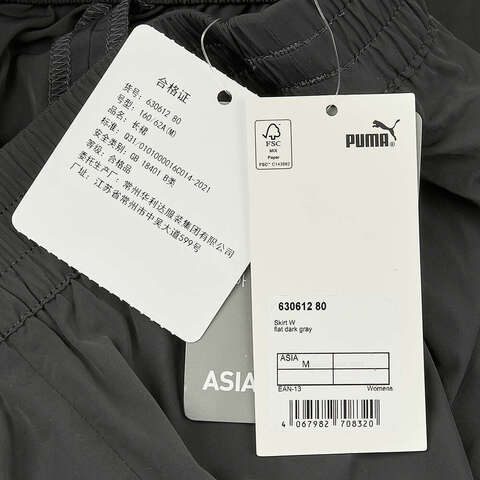 合格证
货号: 630612 80
号型: 160.62A(M)
品名: 长裙
标准: Q31/0101000016C014-2021
安全类别: GB 18401 B类
等级: 合格品
委托生产厂: 常州华利达服装集团有限公司
厂址: 江苏省常州市中吴大道599号
FSC
MIX
Paper
FSC® C143982
PUMA®
630612 80
Skirt W
flat dark gray
ASIA
M
EAN-13 Womens
4 067982 708320
ASIA